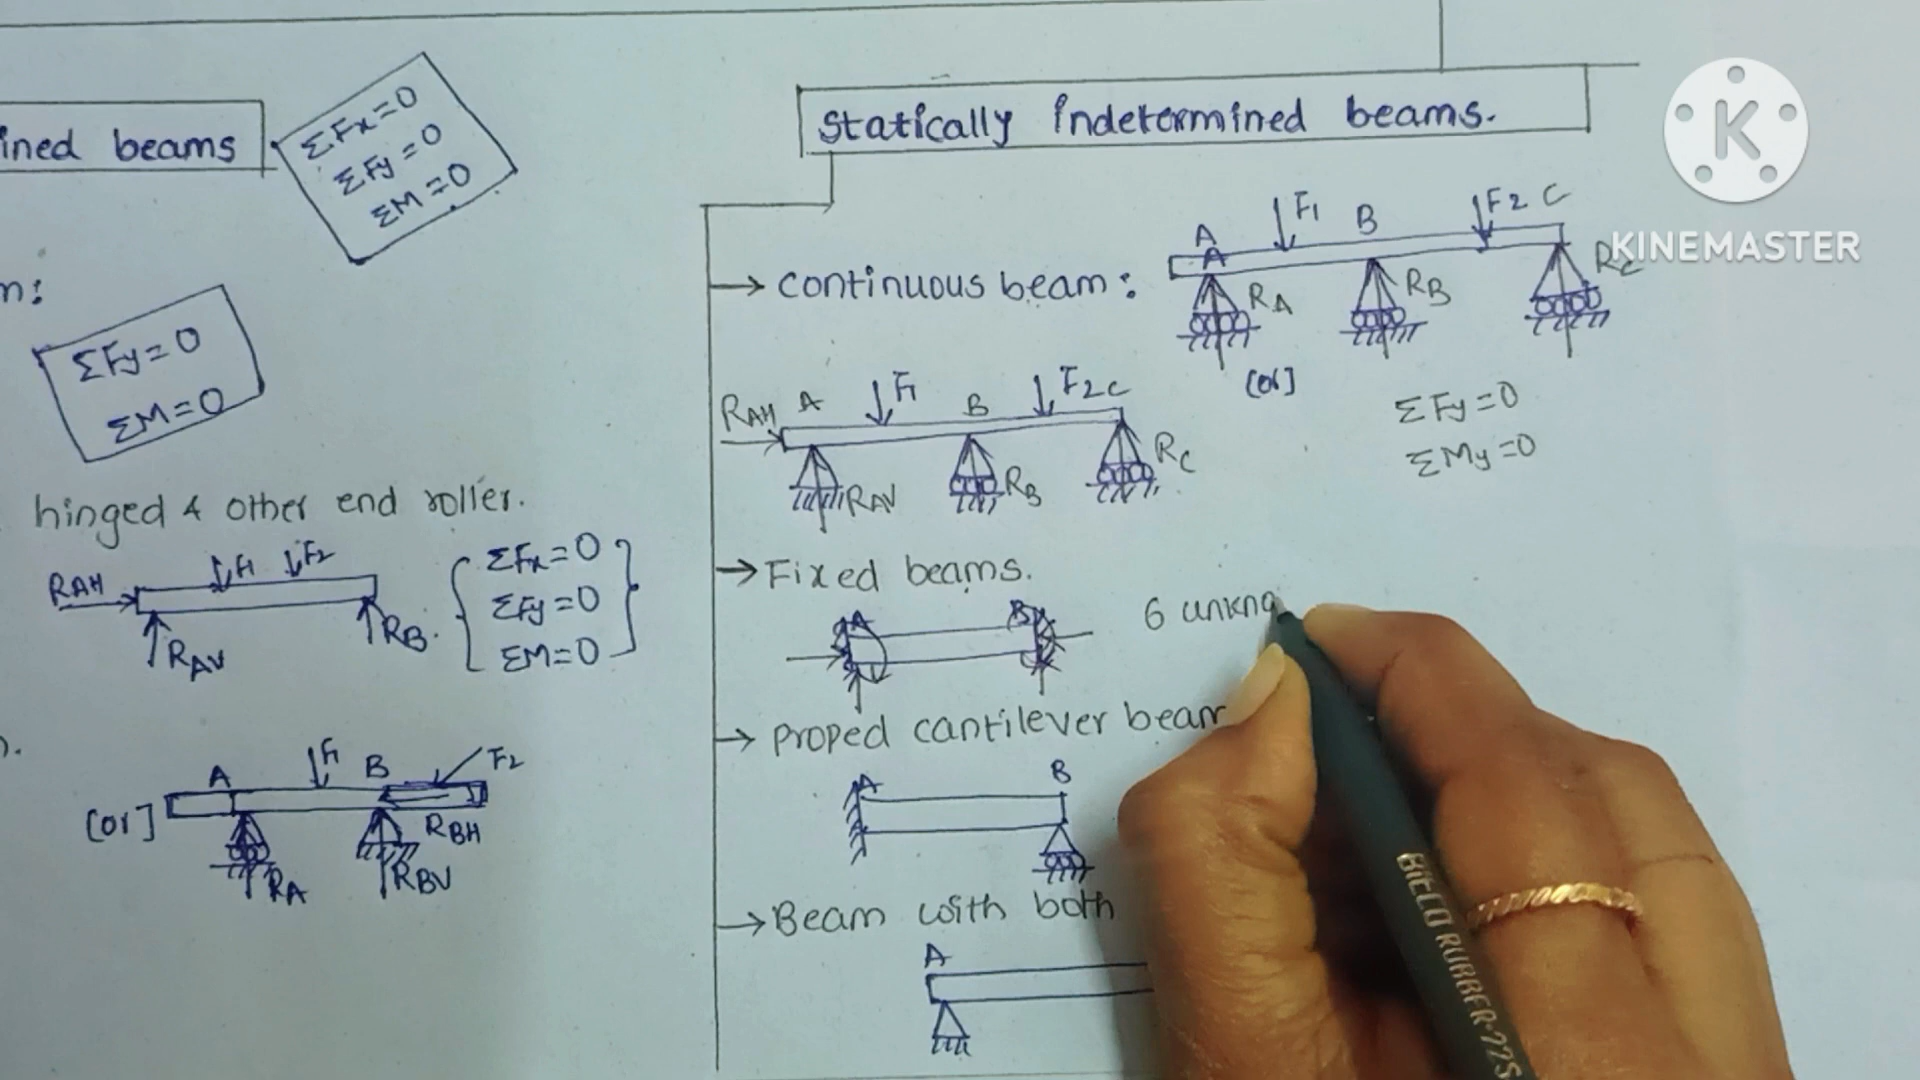 ined beams
ΣFx=0
ΣFy=0
ΣM=0
n:
ΣFy=0
ΣM=0
hinged & other end roller.
RAH
F1
F2
RAV
RB.
ΣFx=0
ΣFy=0
ΣM=0
[or]
A
F1
B
F2
RA
RBV
RBH
Statically indetermined beams.
→ continuous beam:
A
A
F1
B
F2
C
RA
RB
RC
[or]
RAH
A
F1
B
F2
C
RAV
RB
RC
ΣFy=0
ΣMy=0
→ Fixed beams.
A
B
6 unkno
→ Proped cantilever beam
A
B
→ Beam with both
A
K
KINEMASTER
BITTO RUBBER-225